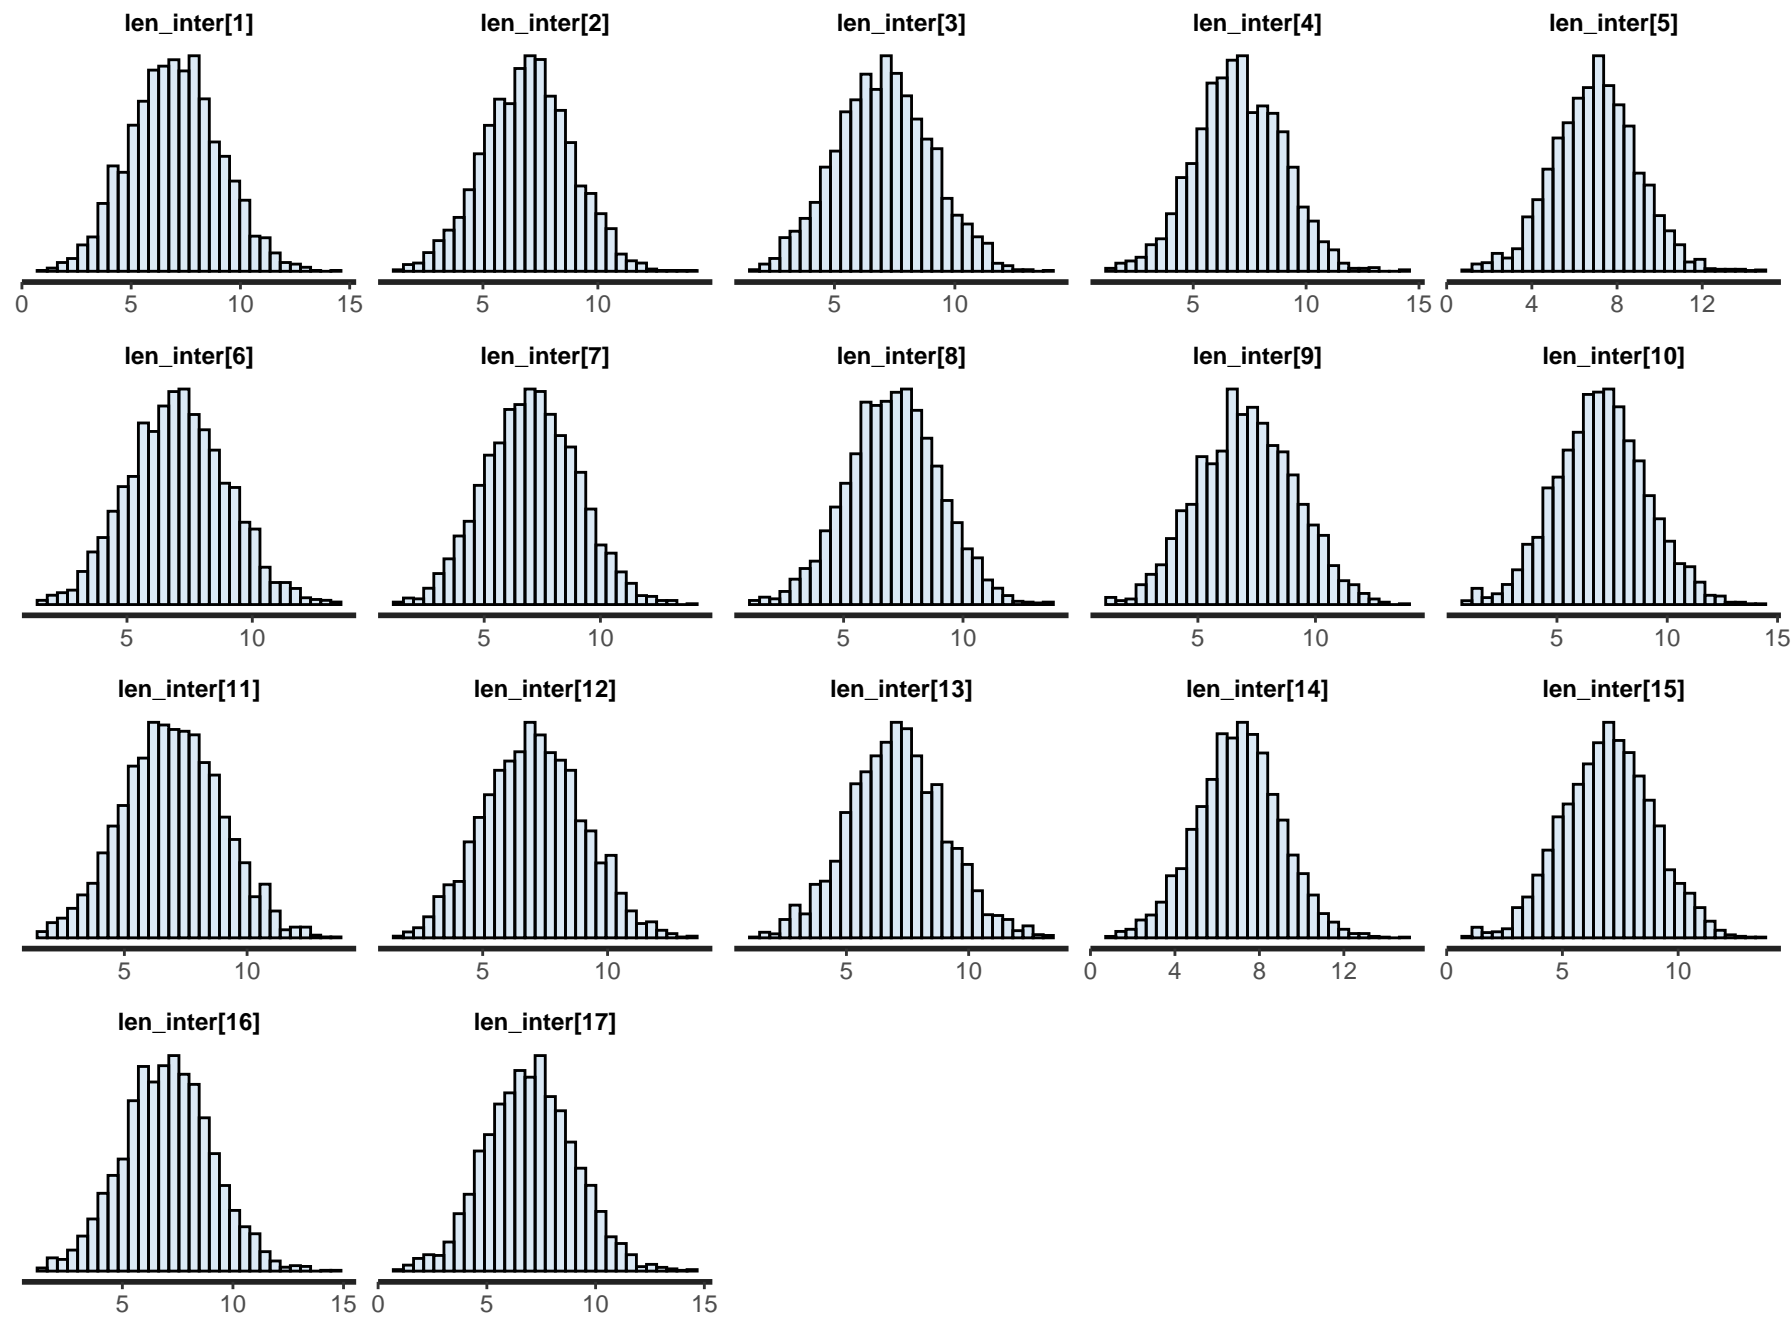 len_inter[1] len_inter[2] len_inter[3] len_inter[4] len_inter[5]
0 5 10 15 5 10 5 10 5 10 15 0 4 8 12
len_inter[6] len_inter[7] len_inter[8] len_inter[9] len_inter[10]
5 10 5 10 5 10 5 10 5 10 15
len_inter[11] len_inter[12] len_inter[13] len_inter[14] len_inter[15]
5 10 5 10 5 10 0 4 8 12 0 5 10
len_inter[16] len_inter[17]
5 10 15 0 5 10 15